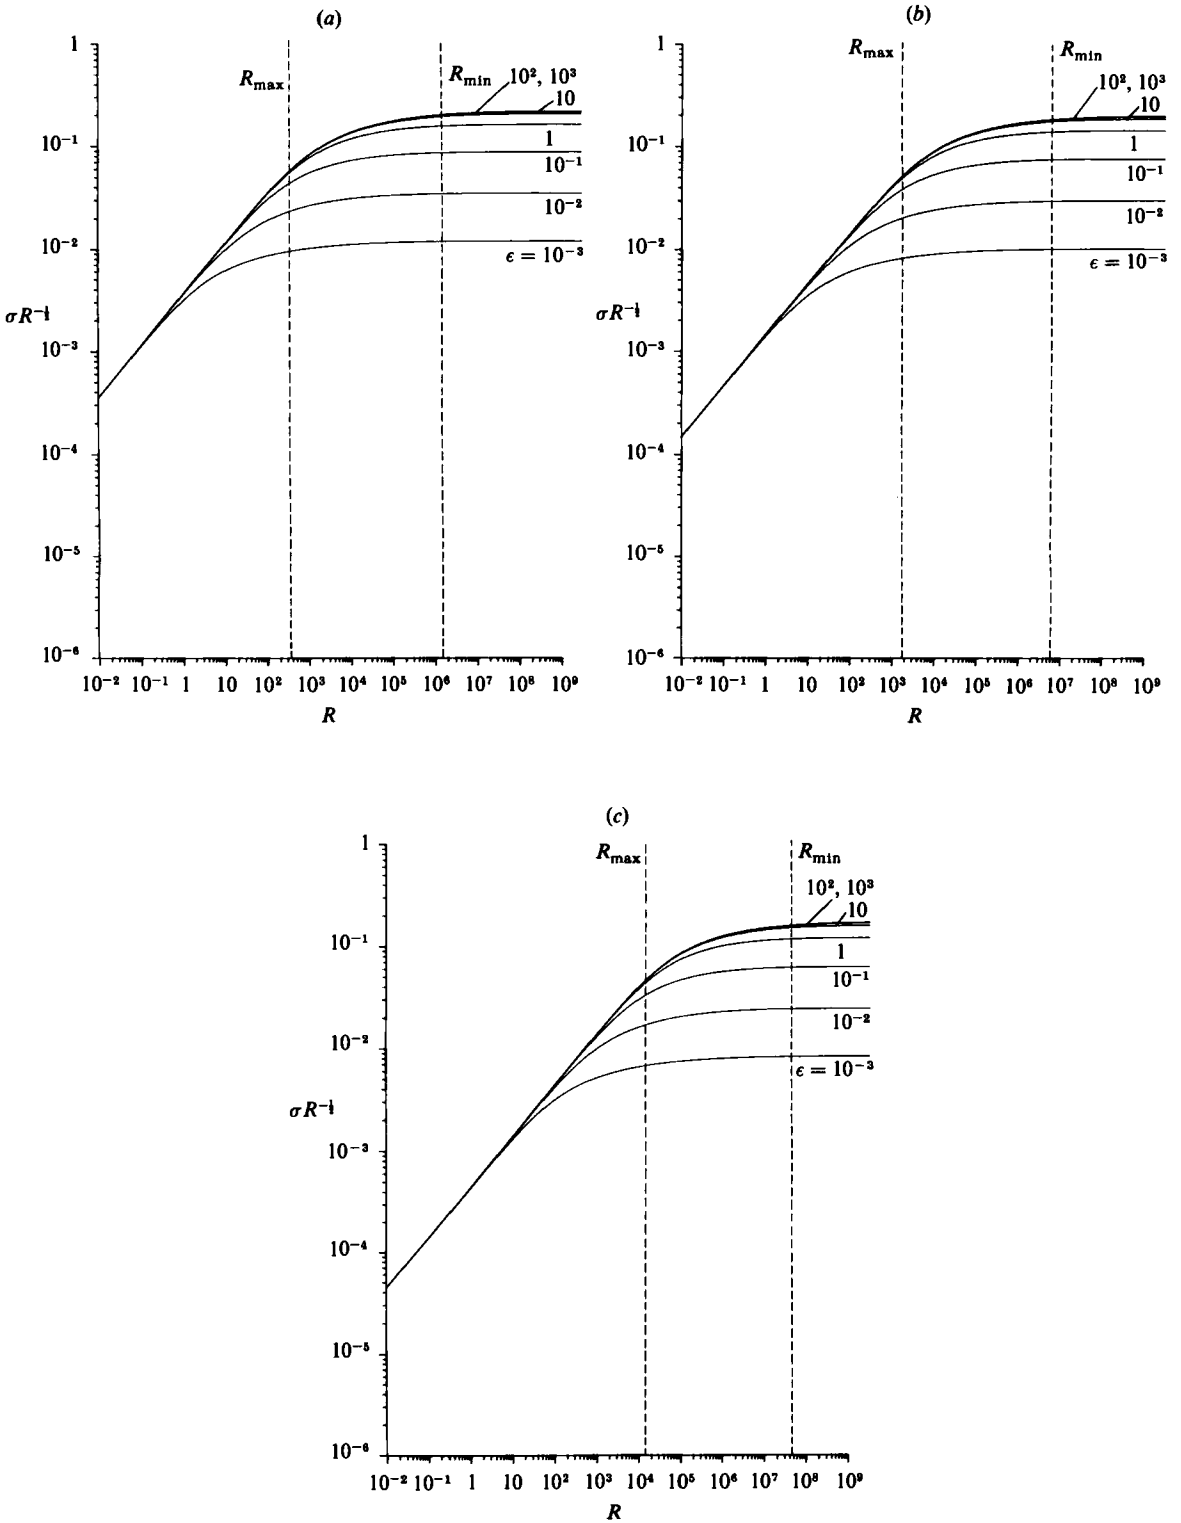 (a)
1
10⁻¹
10⁻²
10⁻³
10⁻⁴
10⁻⁵
10⁻⁶
σR^{-1/2}
R_max
R_min
10², 10³
10
1
10⁻¹
10⁻²
ϵ = 10⁻³
10⁻² 10⁻¹ 1 10 10² 10³ 10⁴ 10⁵ 10⁶ 10⁷ 10⁸ 10⁹
R
(b)
1
10⁻¹
10⁻²
10⁻³
10⁻⁴
10⁻⁵
10⁻⁶
σR^{-1/2}
R_max
R_min
10², 10³
10
1
10⁻¹
10⁻²
ϵ = 10⁻³
10⁻² 10⁻¹ 1 10 10² 10³ 10⁴ 10⁵ 10⁶ 10⁷ 10⁸ 10⁹
R
(c)
1
10⁻¹
10⁻²
10⁻³
10⁻⁴
10⁻⁵
10⁻⁶
σR^{-1/2}
R_max
R_min
10², 10³
10
1
10⁻¹
10⁻²
ϵ = 10⁻³
10⁻² 10⁻¹ 1 10 10² 10³ 10⁴ 10⁵ 10⁶ 10⁷ 10⁸ 10⁹
R